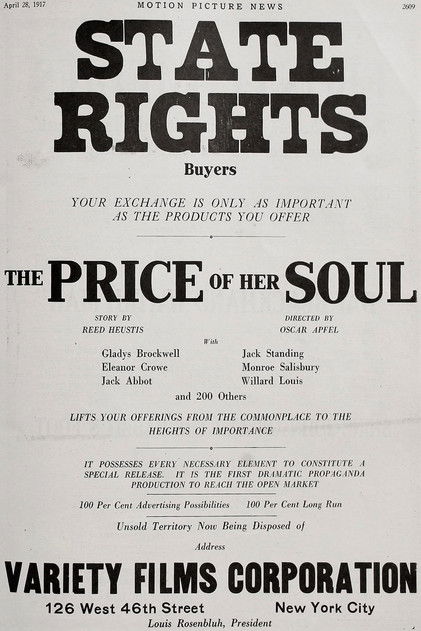 April 28, 1917 MOTION PICTURE NEWS 2609
STATE
RIGHTS
Buyers
YOUR EXCHANGE IS ONLY AS IMPORTANT
AS THE PRODUCTS YOU OFFER
THE PRICE OF HER SOUL
STORY BY DIRECTED BY
REED HEUSTIS OSCAR APFEL
With
Gladys Brockwell Jack Standing
Eleanor Crowe Monroe Salisbury
Jack Abbot Willard Louis
and 200 Others
LIFTS YOUR OFFERINGS FROM THE COMMONPLACE TO THE
HEIGHTS OF IMPORTANCE
IT POSSESSES EVERY NECESSARY ELEMENT TO CONSTITUTE A
SPECIAL RELEASE. IT IS THE FIRST DRAMATIC PROPAGANDA
PRODUCTION TO REACH THE OPEN MARKET
100 Per Cent Advertising Possibilities 100 Per Cent Long Run
Unsold Territory Now Being Disposed of
Address
VARIETY FILMS CORPORATION
126 West 46th Street New York City
Louis Rosenbluh, President